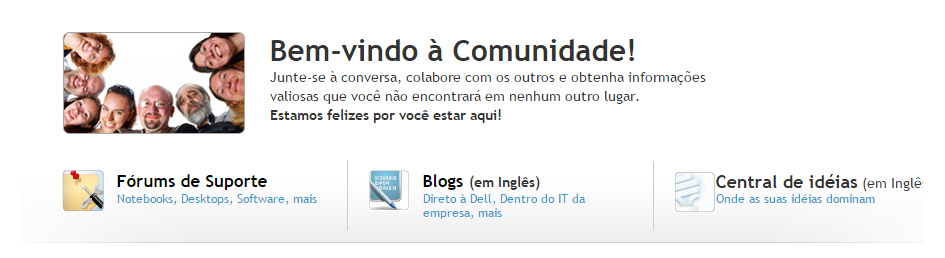 Bem-vindo à Comunidade!
Junte-se à conversa, colabore com os outros e obtenha informações
valiosas que você não encontrará em nenhum outro lugar.
Estamos felizes por você estar aqui!
Fórums de Suporte
Notebooks, Desktops, Software, mais
Blogs (em Inglês)
Direto à Dell, Dentro do IT da
empresa, mais
Central de idéias (em Inglê
Onde as suas idéias dominam